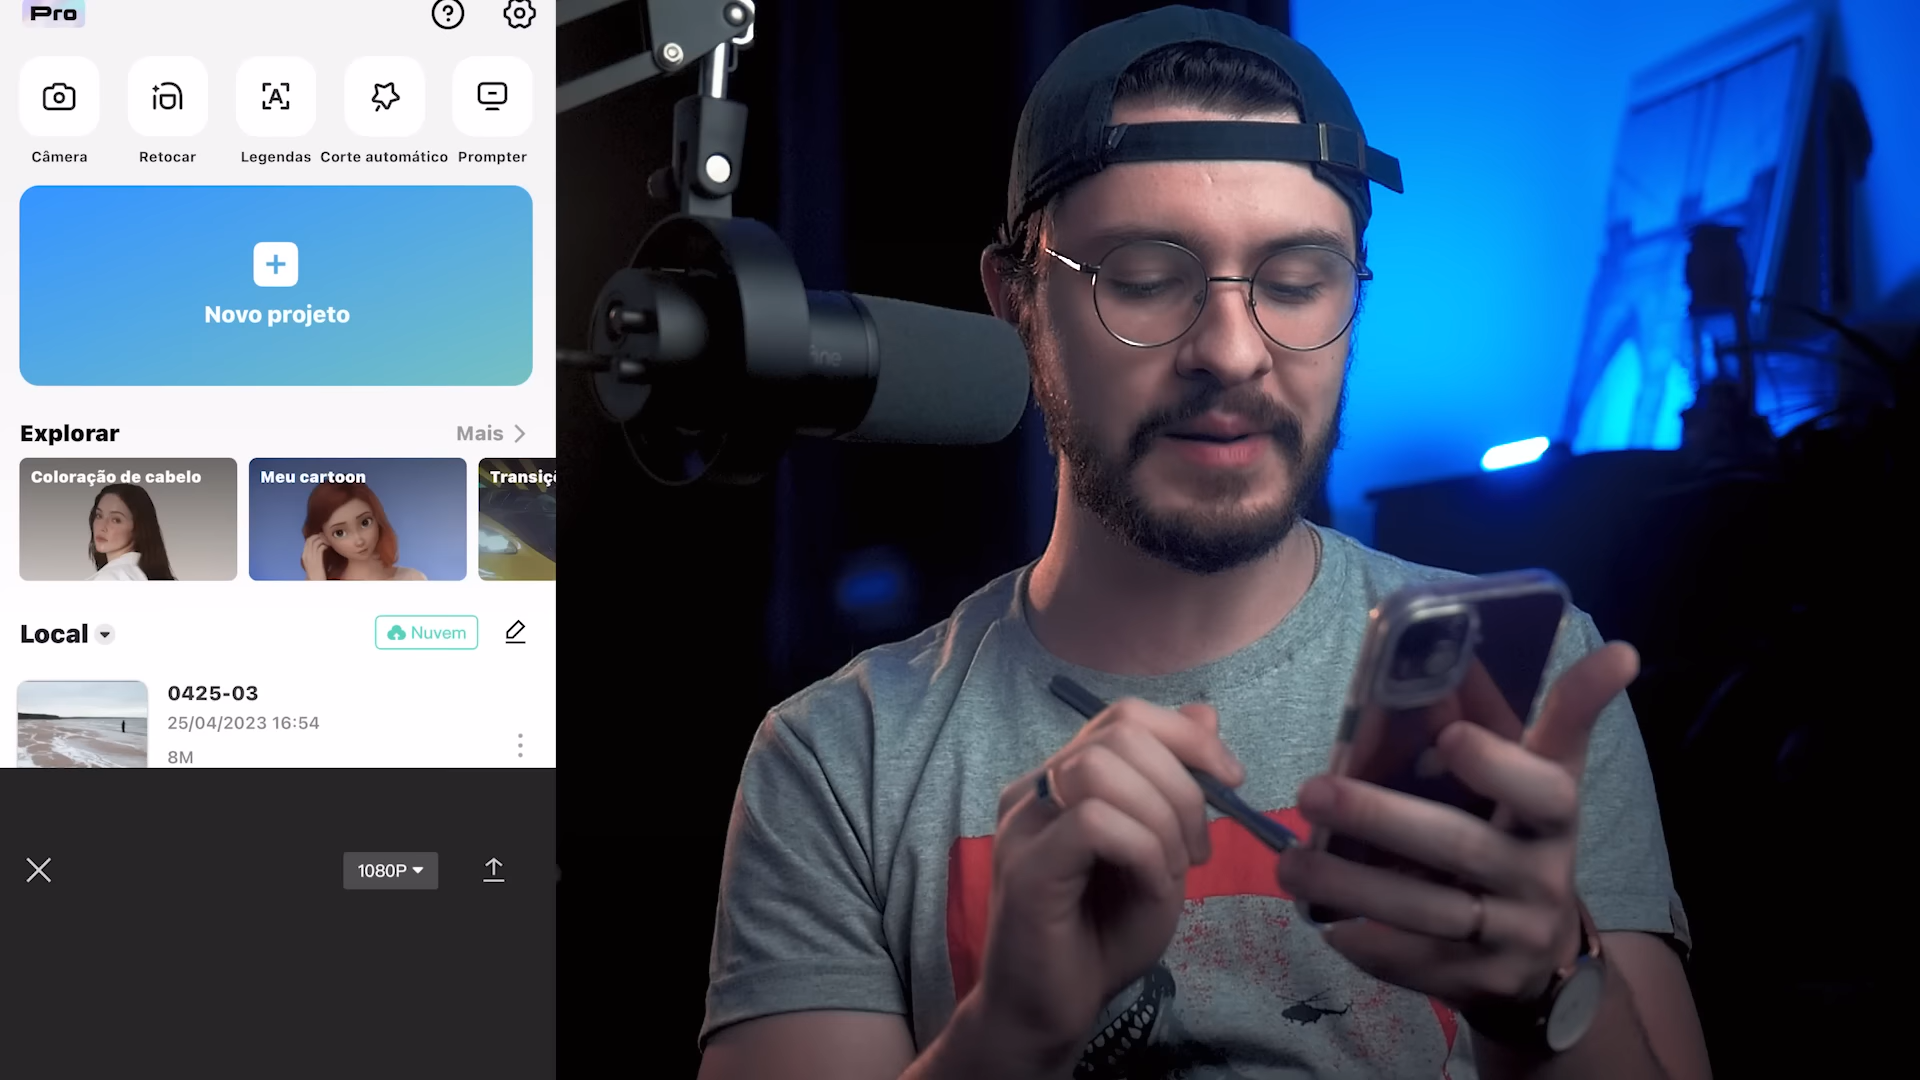 Pro
Câmera
Retocar
Legendas
Corte automático
Prompter
Novo projeto
Explorar
Mais
Coloração de cabelo
Meu cartoon
Local
Nuvem
0425-03
25/04/2023 16:54
8M
1080P